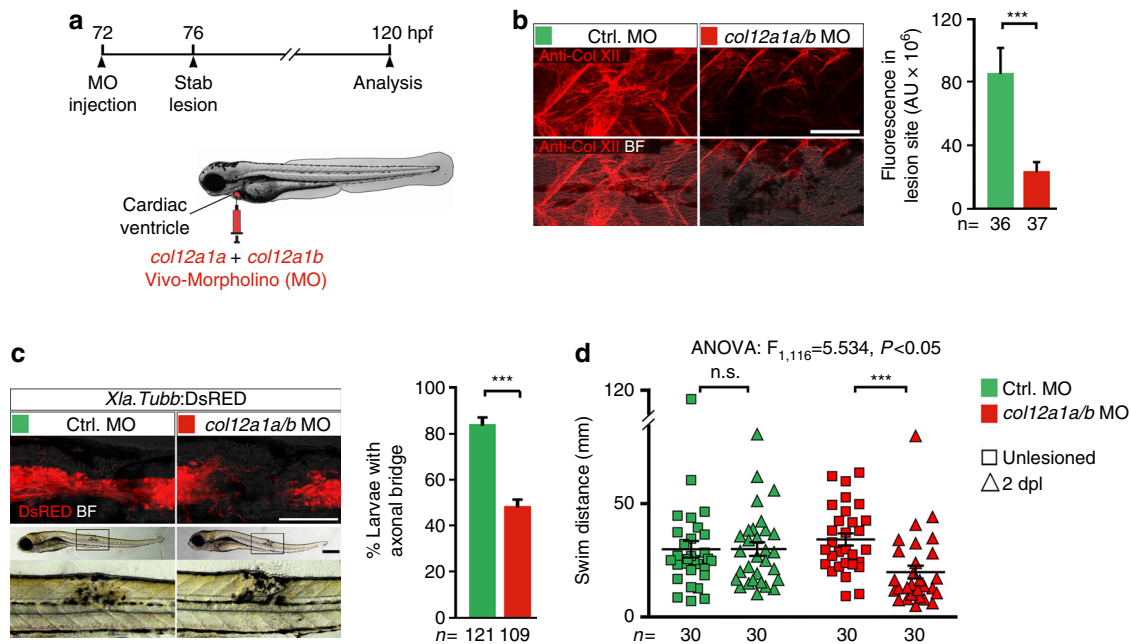 a
72 76 120 hpf
MO injection
Stab lesion
Analysis
Cardiac ventricle
col12a1a + col12a1b
Vivo-Morpholino (MO)
b
Ctrl. MO
col12a1a/b MO
Anti-Col XII
Anti-Col XII BF
Fluorescence in
lesion site (AU × 10⁶)
120
80
40
0
***
n= 36 37
c
Xla.Tubb:DsRED
Ctrl. MO
col12a1a/b MO
DsRED BF
% Larvae with
axonal bridge
100
80
60
40
20
0
***
n= 121 109
d
ANOVA: F1,116=5.534, P<0.05
n.s.
***
Swim distance (mm)
120
50
0
n= 30 30 30 30
Ctrl. MO
col12a1a/b MO
Unlesioned
2 dpl